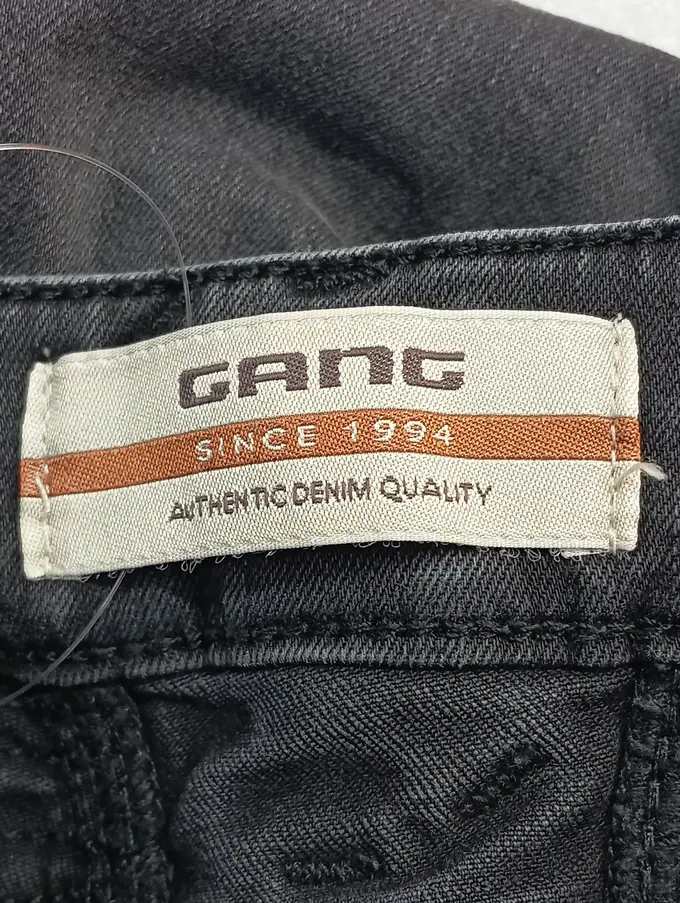 GANG
SINCE 1994
AUTHENTIC DENIM QUALITY